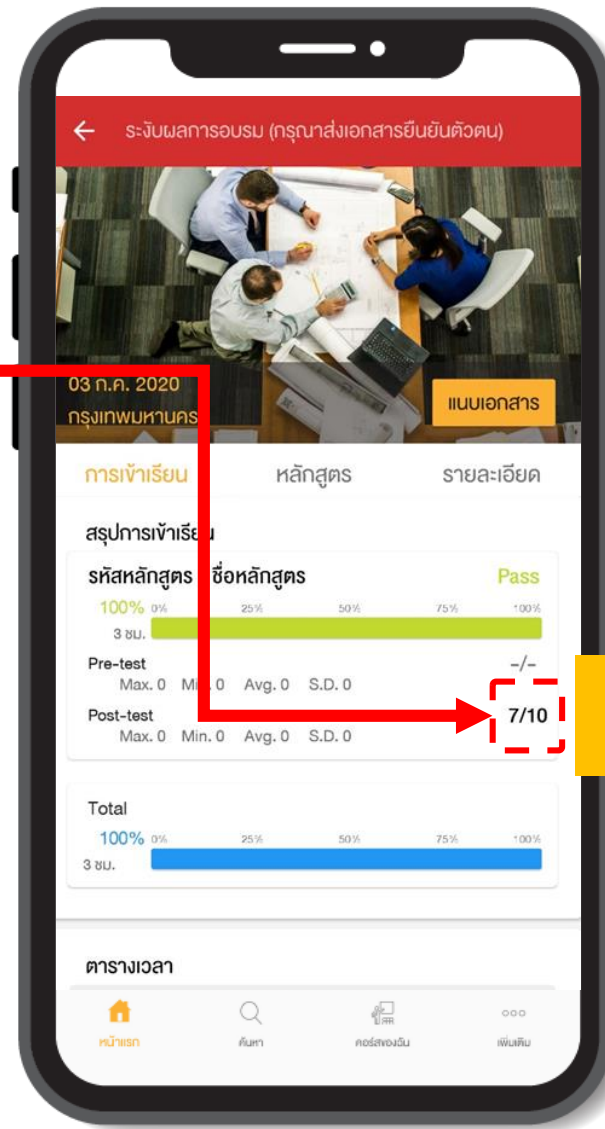 ระงับผลการอบรม (กรุณาส่งเอกสารยืนยันตัวตน)
03 ก.ค. 2020
กรุงเทพมหานคร
แนบเอกสาร
การเข้าเรียน หลักสูตร รายละเอียด
สรุปการเข้าเรียน
รหัสหลักสูตร ชื่อหลักสูตร Pass
100% 0% 25% 50% 75% 100%
3 ชม.
Pre-test -/-
Max. 0 Min. 0 Avg. 0 S.D. 0
Post-test 7/10
Max. 0 Min. 0 Avg. 0 S.D. 0
Total
100% 0% 25% 50% 75% 100%
3 ชม.
ตารางเวลา
หน้าแรก ค้นหา คอร์สของฉัน เพิ่มเติม